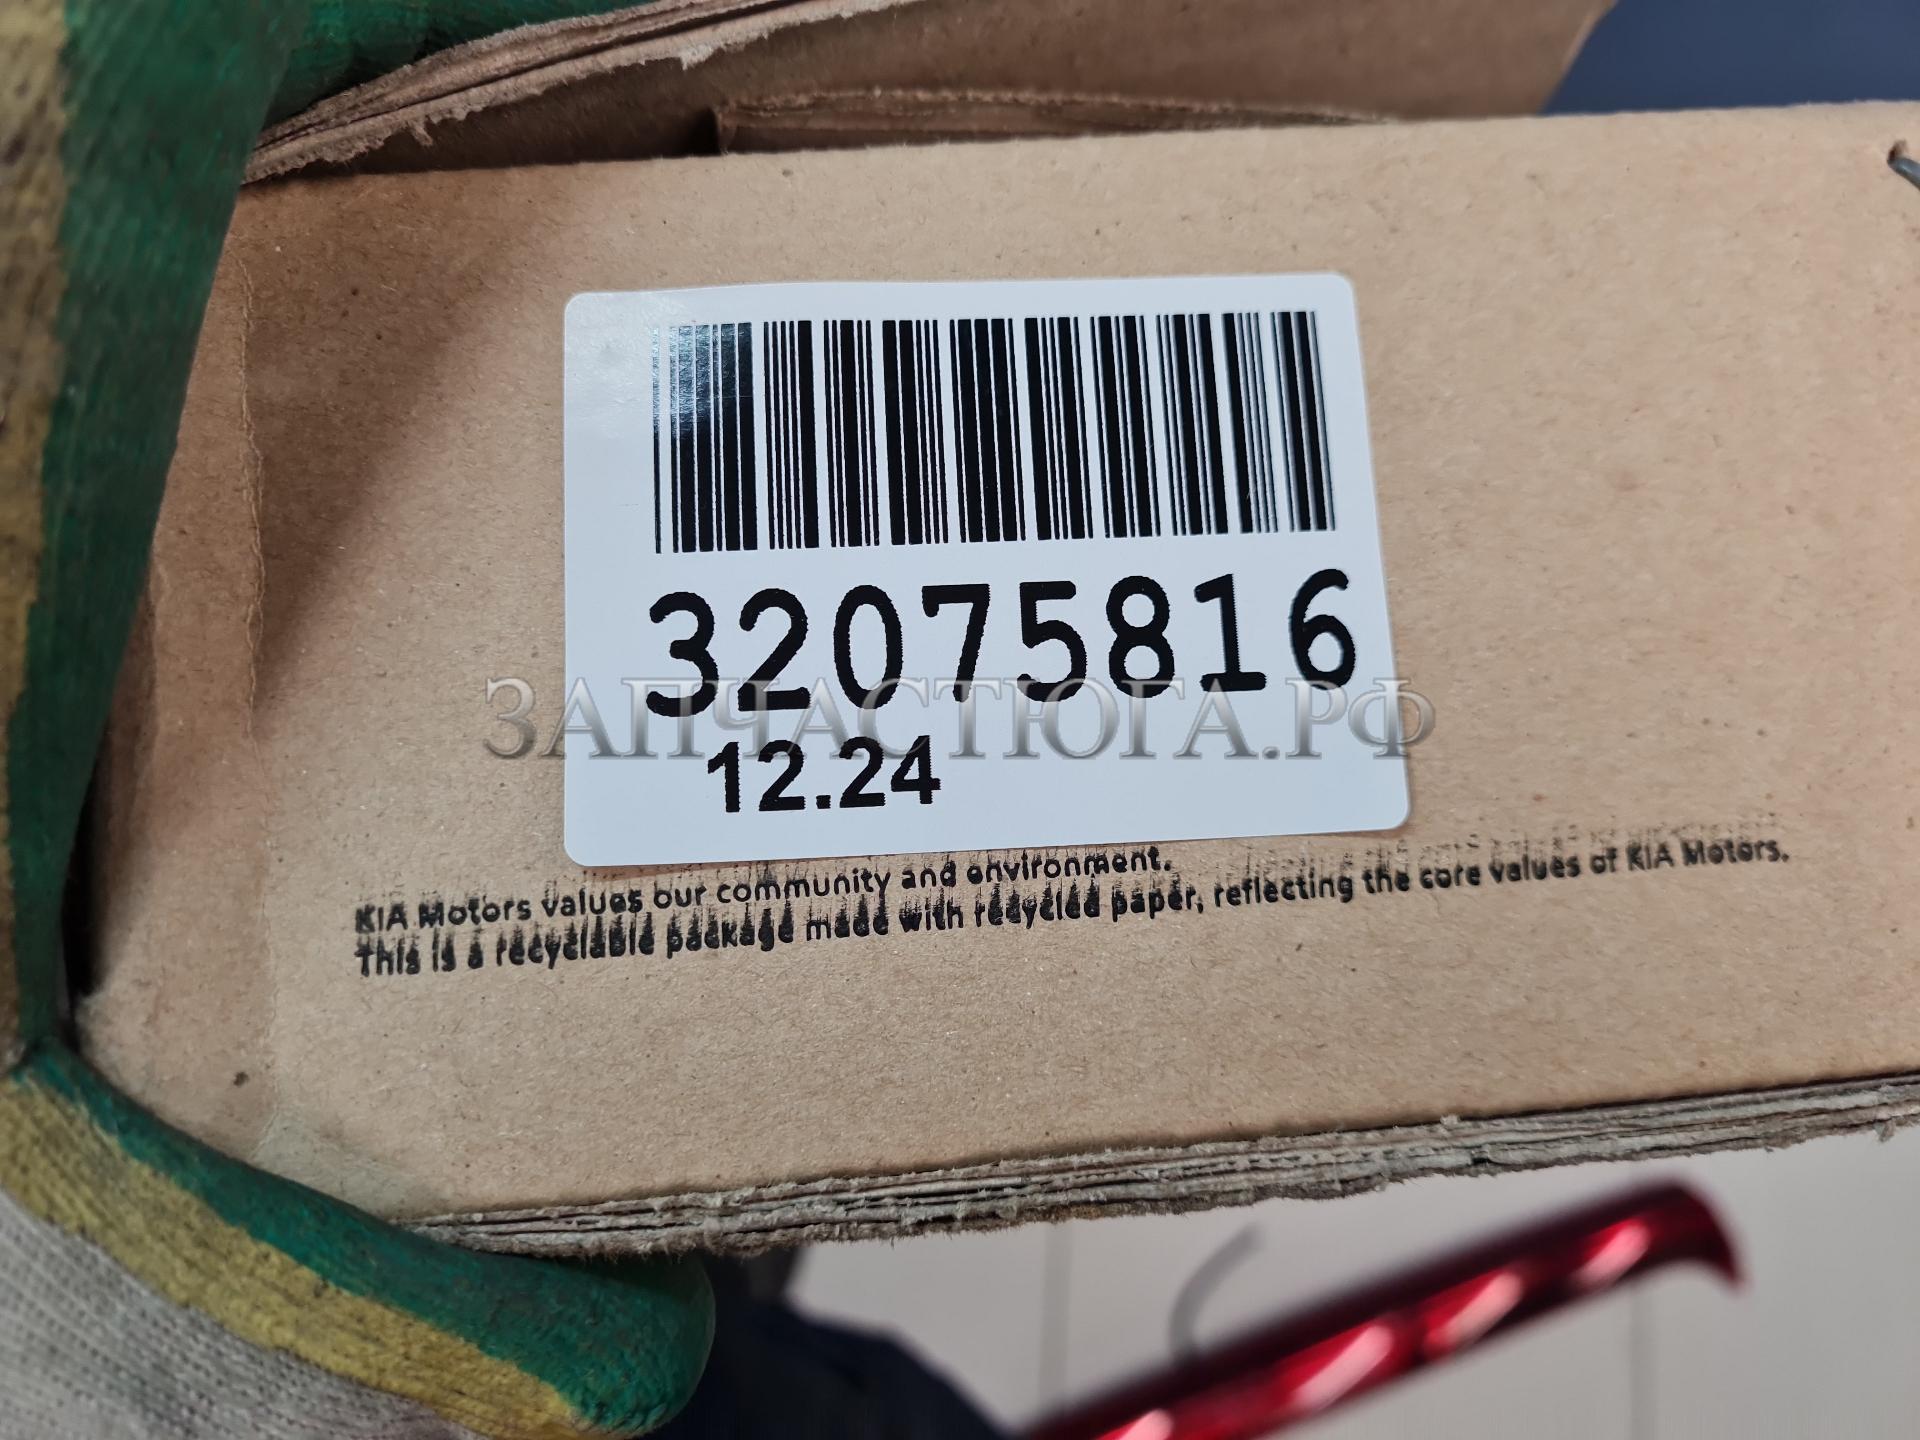 32075816
ЗАПЧАСТЮГА.РФ
12.24
KIA Motors values our community and environment.
This is a recyclable package made with recycled paper, reflecting the core values of KIA Motors.